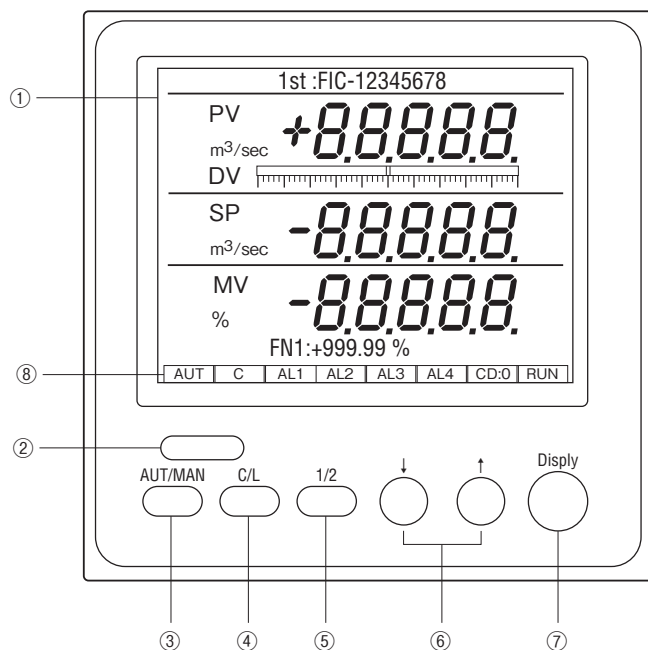 1st :FIC-12345678
①
PV
+8.8.8.8.8.
m³/sec
DV
SP
-8.8.8.8.8.
m³/sec
MV
-8.8.8.8.8.
%
FN1:+999.99 %
⑧
AUT C AL1 AL2 AL3 AL4 CD:0 RUN
②
AUT/MAN C/L 1/2 ↓ ↑ Disply
③ ④ ⑤ ⑥ ⑦